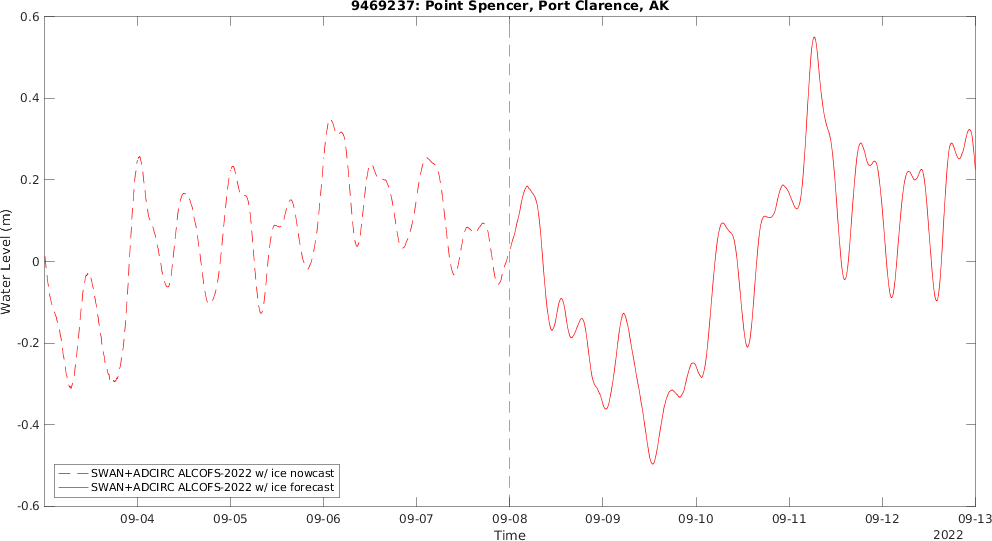 9469237: Point Spencer, Port Clarence, AK
0.6
0.4
0.2
0
-0.2
-0.4
-0.6
Water Level (m)
SWAN+ADCIRC ALCOFS-2022 w/ ice nowcast
SWAN+ADCIRC ALCOFS-2022 w/ ice forecast
09-04 09-05 09-06 09-07 09-08 09-09 09-10 09-11 09-12 09-13
Time
2022